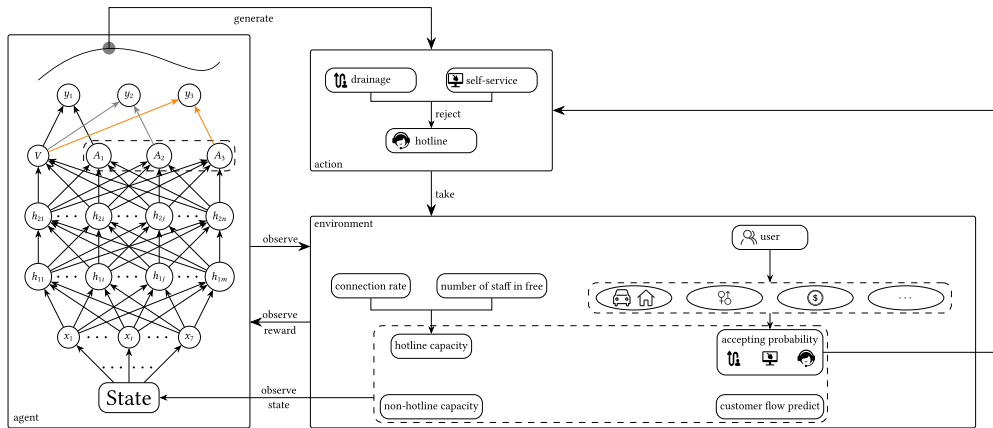 generate
y1 y2 y3
V A1 A2 A3
h21 ··· h2i ··· h2j ··· h2n
h11 ··· h1i ··· h1j ··· h1m
x1 ··· xi ··· x7
······
State
agent
drainage
self-service
reject
hotline
action
take
observe
observe
reward
observe
state
environment
user
$
···
connection rate
number of staff in free
hotline capacity
accepting probability
non-hotline capacity
customer flow predict